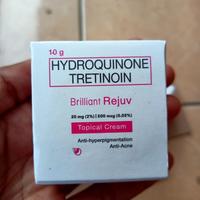 10 g
HYDROQUINONE
TRETINOIN
Brilliant Rejuv
20 mg (2%) | 500 mcg (0.05%)
Topical Cream
Anti-hyperpigmentation
Anti-Acne